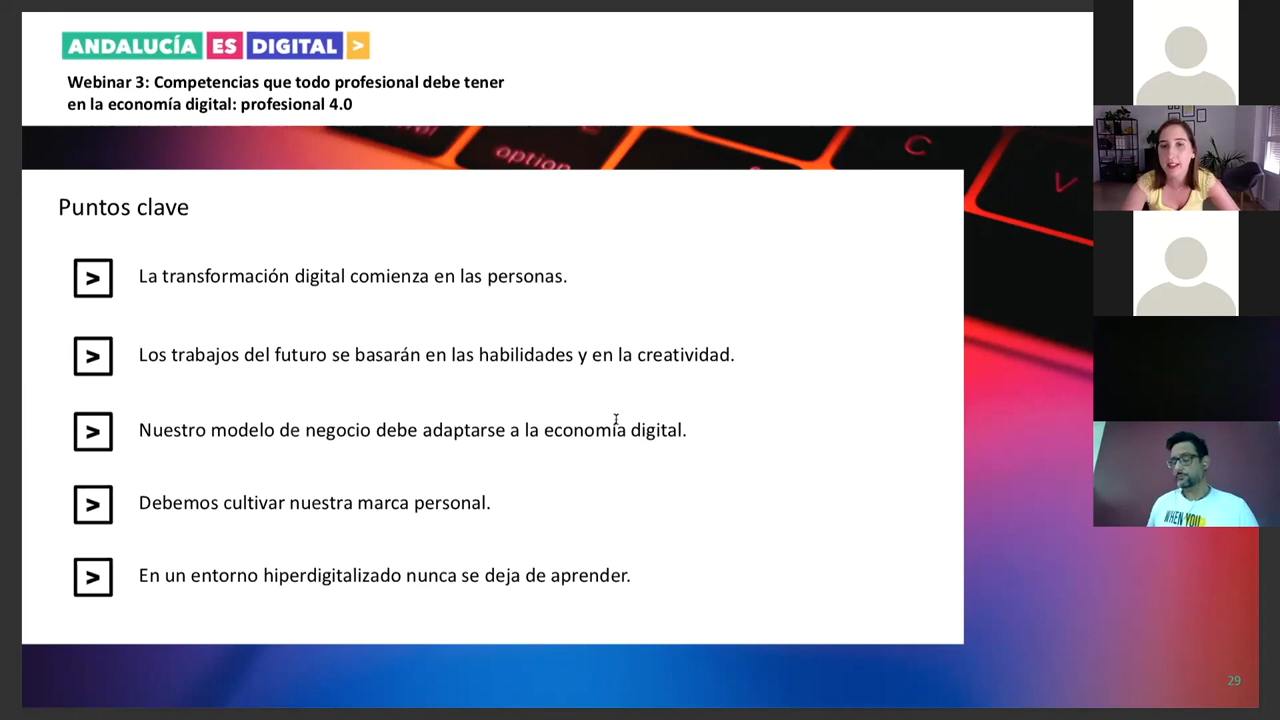 ANDALUCÍA ES DIGITAL >
Webinar 3: Competencias que todo profesional debe tener
en la economía digital: profesional 4.0
option
C
V
Puntos clave
> La transformación digital comienza en las personas.
> Los trabajos del futuro se basarán en las habilidades y en la creatividad.
> Nuestro modelo de negocio debe adaptarse a la economía digital.
> Debemos cultivar nuestra marca personal.
> En un entorno hiperdigitalizado nunca se deja de aprender.
WHEN YOU
29